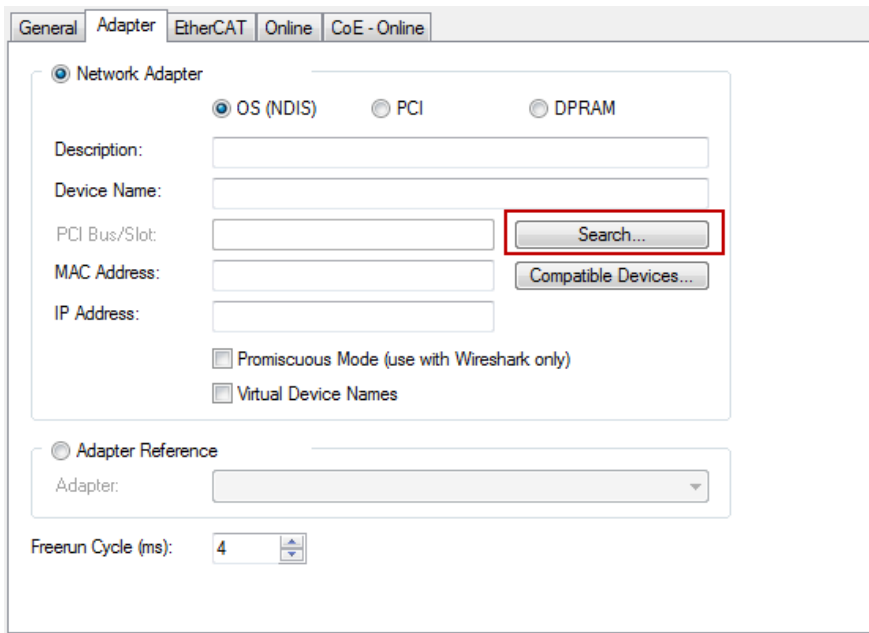 General Adapter EtherCAT Online CoE - Online
Network Adapter
OS (NDIS) PCI DPRAM
Description:
Device Name:
PCI Bus/Slot: Search...
MAC Address: Compatible Devices...
IP Address:
Promiscuous Mode (use with Wireshark only)
Virtual Device Names
Adapter Reference
Adapter:
Freerun Cycle (ms): 4